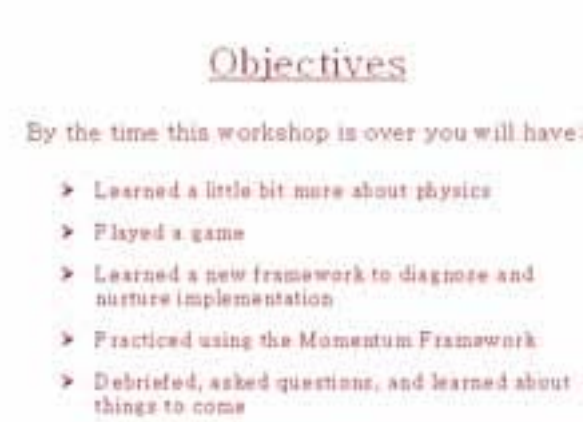 Objectives
By the time this workshop is over you will have:
➢ Learned a little bit more about physics
➢ Played a game
➢ Learned a new framework to diagnose and
nurture implementation
➢ Practiced using the Momentum Framework
➢ Debriefed, asked questions, and learned about
things to come